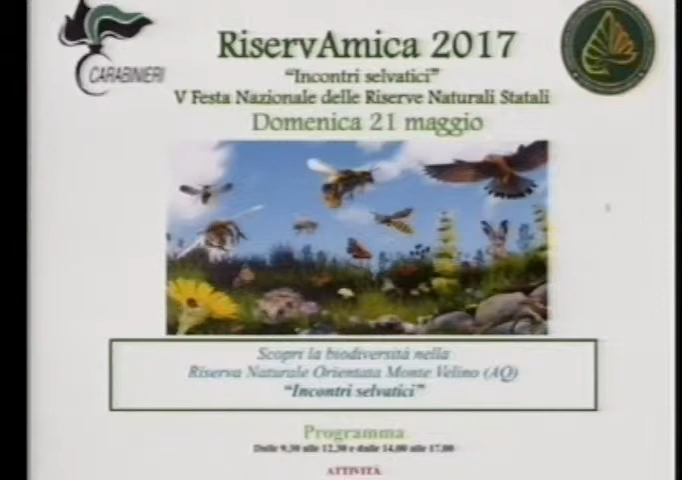 CARABINIERI
RiservAmica 2017
"Incontri selvatici"
V Festa Nazionale delle Riserve Naturali Statali
Domenica 21 maggio
Scopri la biodiversità nella
Riserva Naturale Orientata Monte Velino (AQ)
"Incontri selvatici"
Programma
Dalle 9,30 alle 12,30 e dalle 14,00 alle 17,00
ATTIVITÀ